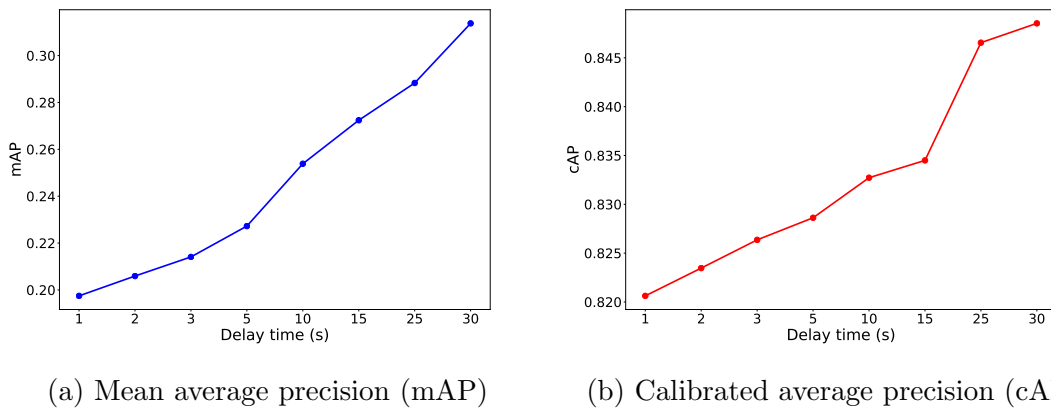 mAP
0.30
0.28
0.26
0.24
0.22
0.20
1 2 3 5 10 15 25 30
Delay time (s)
(a) Mean average precision (mAP)
cAP
0.845
0.840
0.835
0.830
0.825
0.820
1 2 3 5 10 15 25 30
Delay time (s)
(b) Calibrated average precision (cA